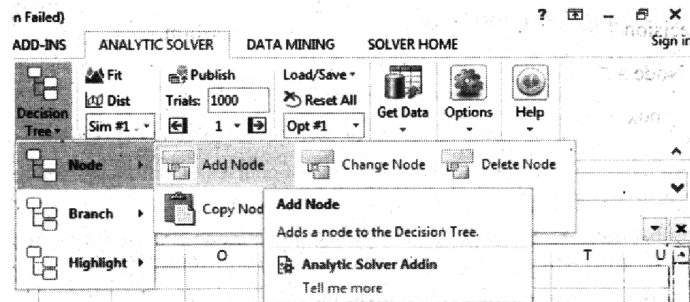 n Failed)
?
ADD-INS ANALYTIC SOLVER DATA MINING SOLVER HOME Sign in
Fit Publish Load/Save
Dist Trials: 1000 Reset All
Decision Tree Sim #1 1 Opt #1 Get Data Options Help
Node Add Node Change Node Delete Node
Branch Copy Nod
Add Node
Adds a node to the Decision Tree.
Highlight O T U
Analytic Solver Addin
Tell me more